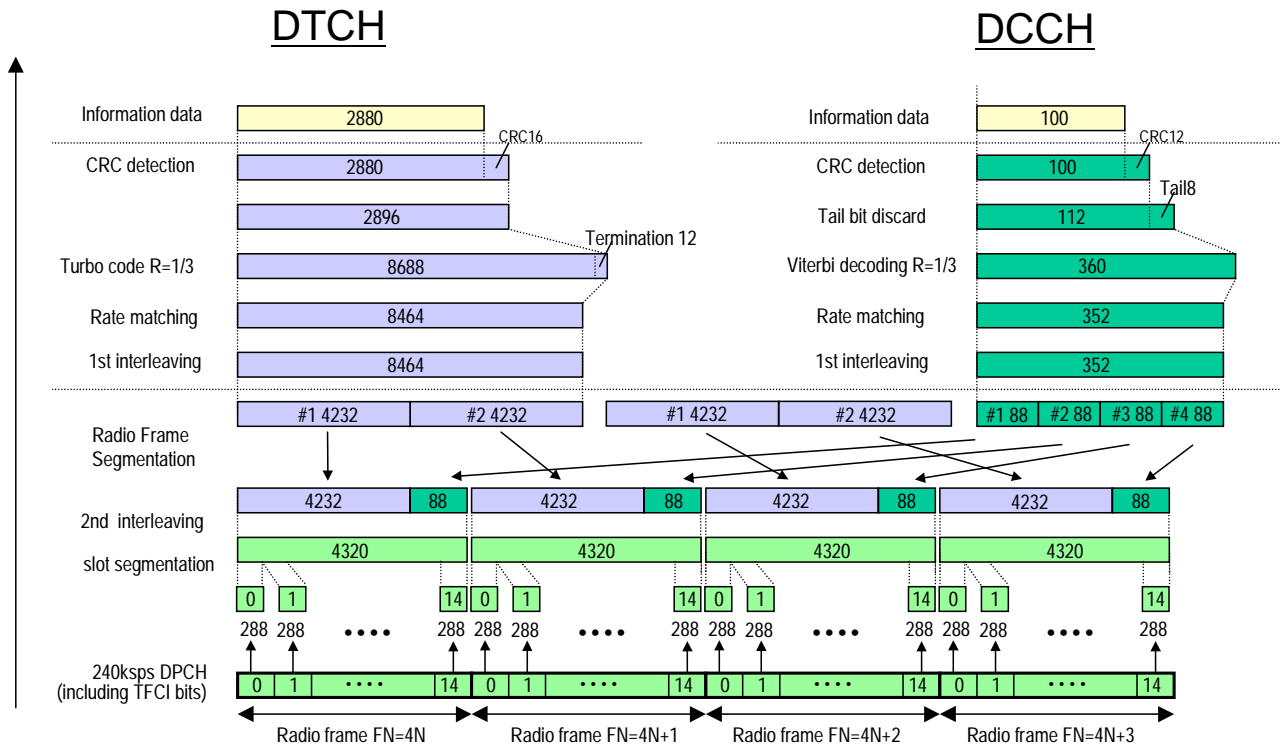 DTCH DCCH
Information data 2880 Information data 100
CRC16 CRC12
CRC detection 2880 CRC detection 100
Tail8
2896 Tail bit discard 112
Termination 12
Turbo code R=1/3 8688 Viterbi decoding R=1/3 360
Rate matching 8464 Rate matching 352
1st interleaving 8464 1st interleaving 352
#1 4232 #2 4232 #1 4232 #2 4232 #1 88 #2 88 #3 88 #4 88
Radio Frame
Segmentation
4232 88 4232 88 4232 88 4232 88
2nd interleaving
4320 4320 4320 4320
slot segmentation
0 1 14 0 1 14 0 1 14 0 1 14
288 288 •••• 288 288 288 •••• 288 288 288 •••• 288 288 288 •••• 288
240ksps DPCH
(including TFCI bits)
0 1 •••• 14 0 1 •••• 14 0 1 •••• 14 0 1 •••• 14
Radio frame FN=4N Radio frame FN=4N+1 Radio frame FN=4N+2 Radio frame FN=4N+3